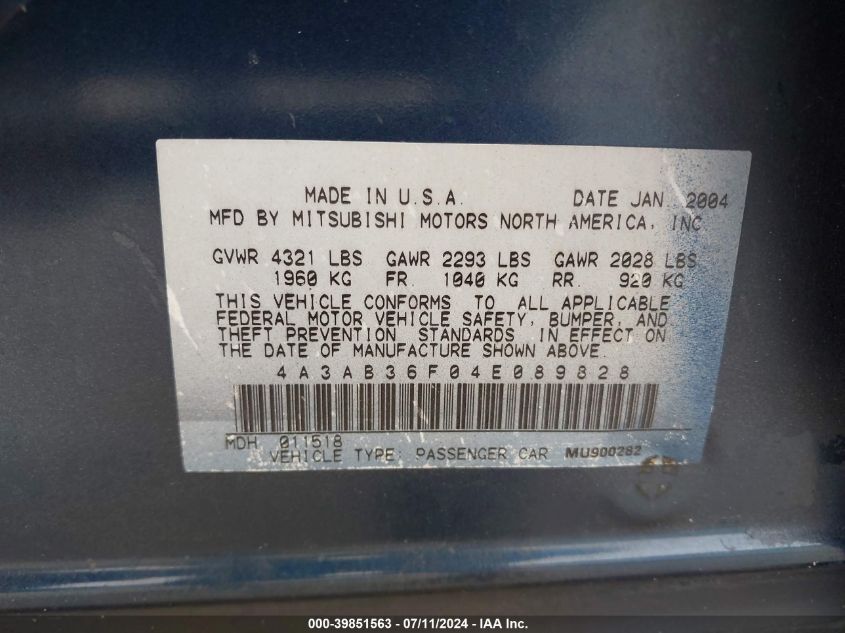 MADE IN U.S.A. DATE JAN. 2004
MFD BY MITSUBISHI MOTORS NORTH AMERICA, INC
GVWR 4321 LBS GAWR 2293 LBS GAWR 2028 LBS
1960 KG FR. 1040 KG RR. 920 KG
THIS VEHICLE CONFORMS TO ALL APPLICABLE
FEDERAL MOTOR VEHICLE SAFETY, BUMPER, AND
THEFT PREVENTION STANDARDS IN EFFECT ON
THE DATE OF MANUFACTURE SHOWN ABOVE.
4A3AB36F04E089828
MDH 011518
VEHICLE TYPE: PASSENGER CAR MU900282
000-39851563 - 07/11/2024 - IAA Inc.